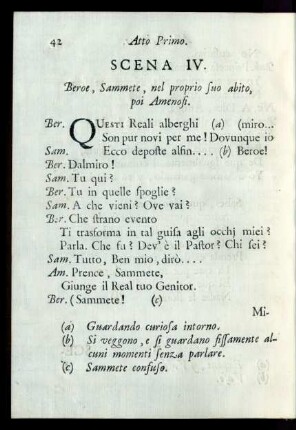 42 Atto Primo.
SCENA IV.
Beroe, Sammete, nel proprio ſuo abito,
poi Amenoſi.
Ber. QUESTI Reali alberghi (a) (miro...
Son pur novi per me! Dovunque io
Sam. Ecco depoſte alfin.... (b) Beroe!
Ber. Dalmiro!
Sam. Tu qui?
Ber. Tu in quelle ſpoglie?
Sam. A che vieni? Ove vai?
Ber. Che ſtrano evento
Ti trasforma in tal guiſa agli occhj miei?
Parla. Che fu? Dov' è il Paſtor? Chi ſei?
Sam. Tutto, Ben mio, dirò....
Am. Prence, Sammete,
Giunge il Real tuo Genitor.
Ber. (Sammete! (c)
Mi-
(a) Guardando curioſa intorno.
(b) Si veggono, e ſi guardano fiſſamente al-
cuni momenti ſenza parlare.
(c) Sammete confuſo.